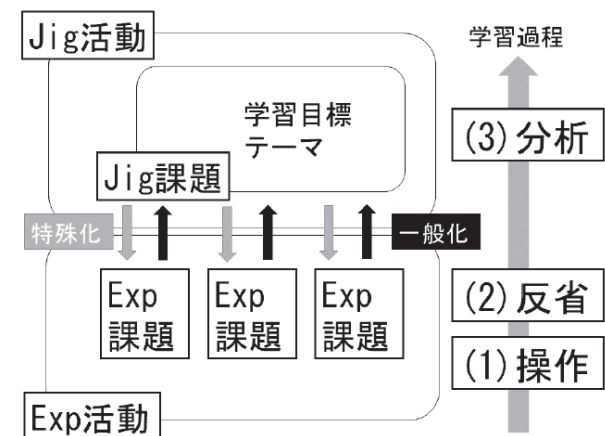 Jig活動
学習過程
学習目標
テーマ
(3)分析
Jig課題
特殊化
一般化
Exp
課題
Exp
課題
Exp
課題
(2)反省
(1)操作
Exp活動